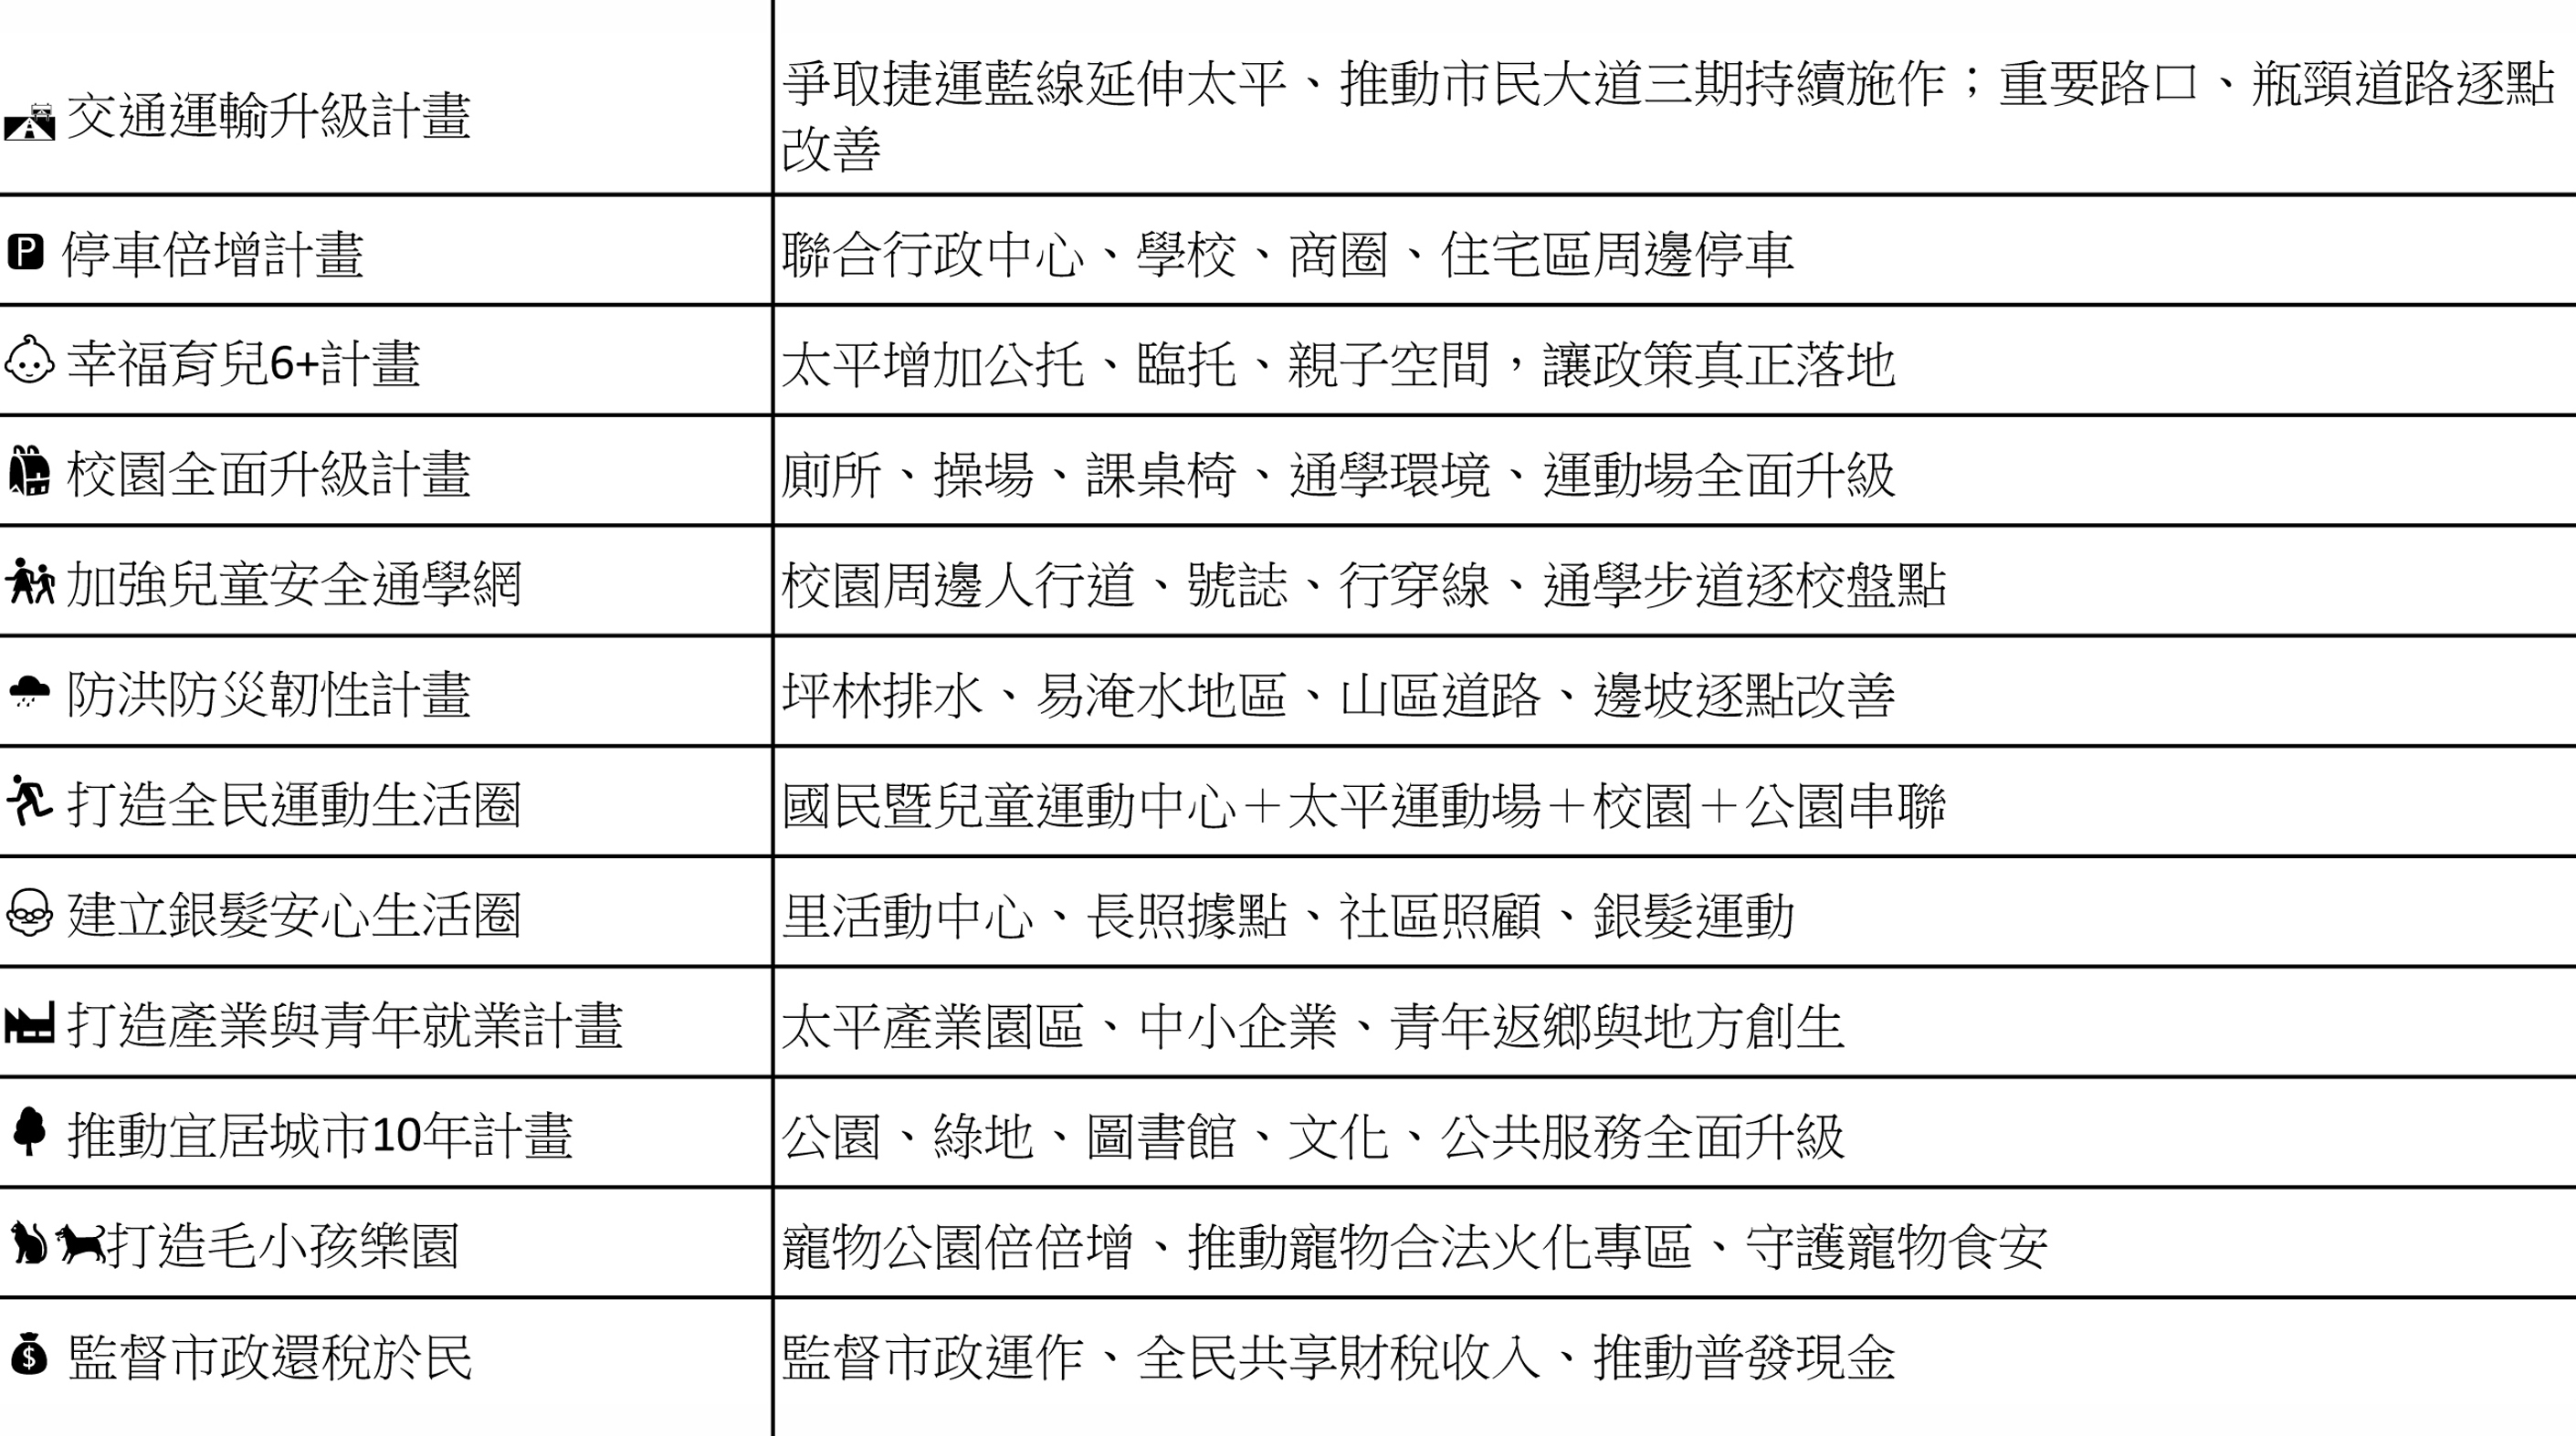 交通運輸升級計畫
爭取捷運藍線延伸太平、推動市民大道三期持續施作；重要路口、瓶頸道路逐點
改善
P 停車倍增計畫
聯合行政中心、學校、商圈、住宅區周邊停車
幸福育兒6+計畫
太平增加公托、臨托、親子空間，讓政策真正落地
校園全面升級計畫
廁所、操場、課桌椅、通學環境、運動場全面升級
加強兒童安全通學網
校園周邊人行道、號誌、行穿線、通學步道逐校盤點
防洪防災韌性計畫
坪林排水、易淹水地區、山區道路、邊坡逐點改善
打造全民運動生活圈
國民暨兒童運動中心＋太平運動場＋校園＋公園串聯
建立銀髮安心生活圈
里活動中心、長照據點、社區照顧、銀髮運動
打造產業與青年就業計畫
太平產業園區、中小企業、青年返鄉與地方創生
推動宜居城市10年計畫
公園、綠地、圖書館、文化、公共服務全面升級
打造毛小孩樂園
寵物公園倍倍增、推動寵物合法火化專區、守護寵物食安
$ 監督市政還稅於民
監督市政運作、全民共享財稅收入、推動普發現金